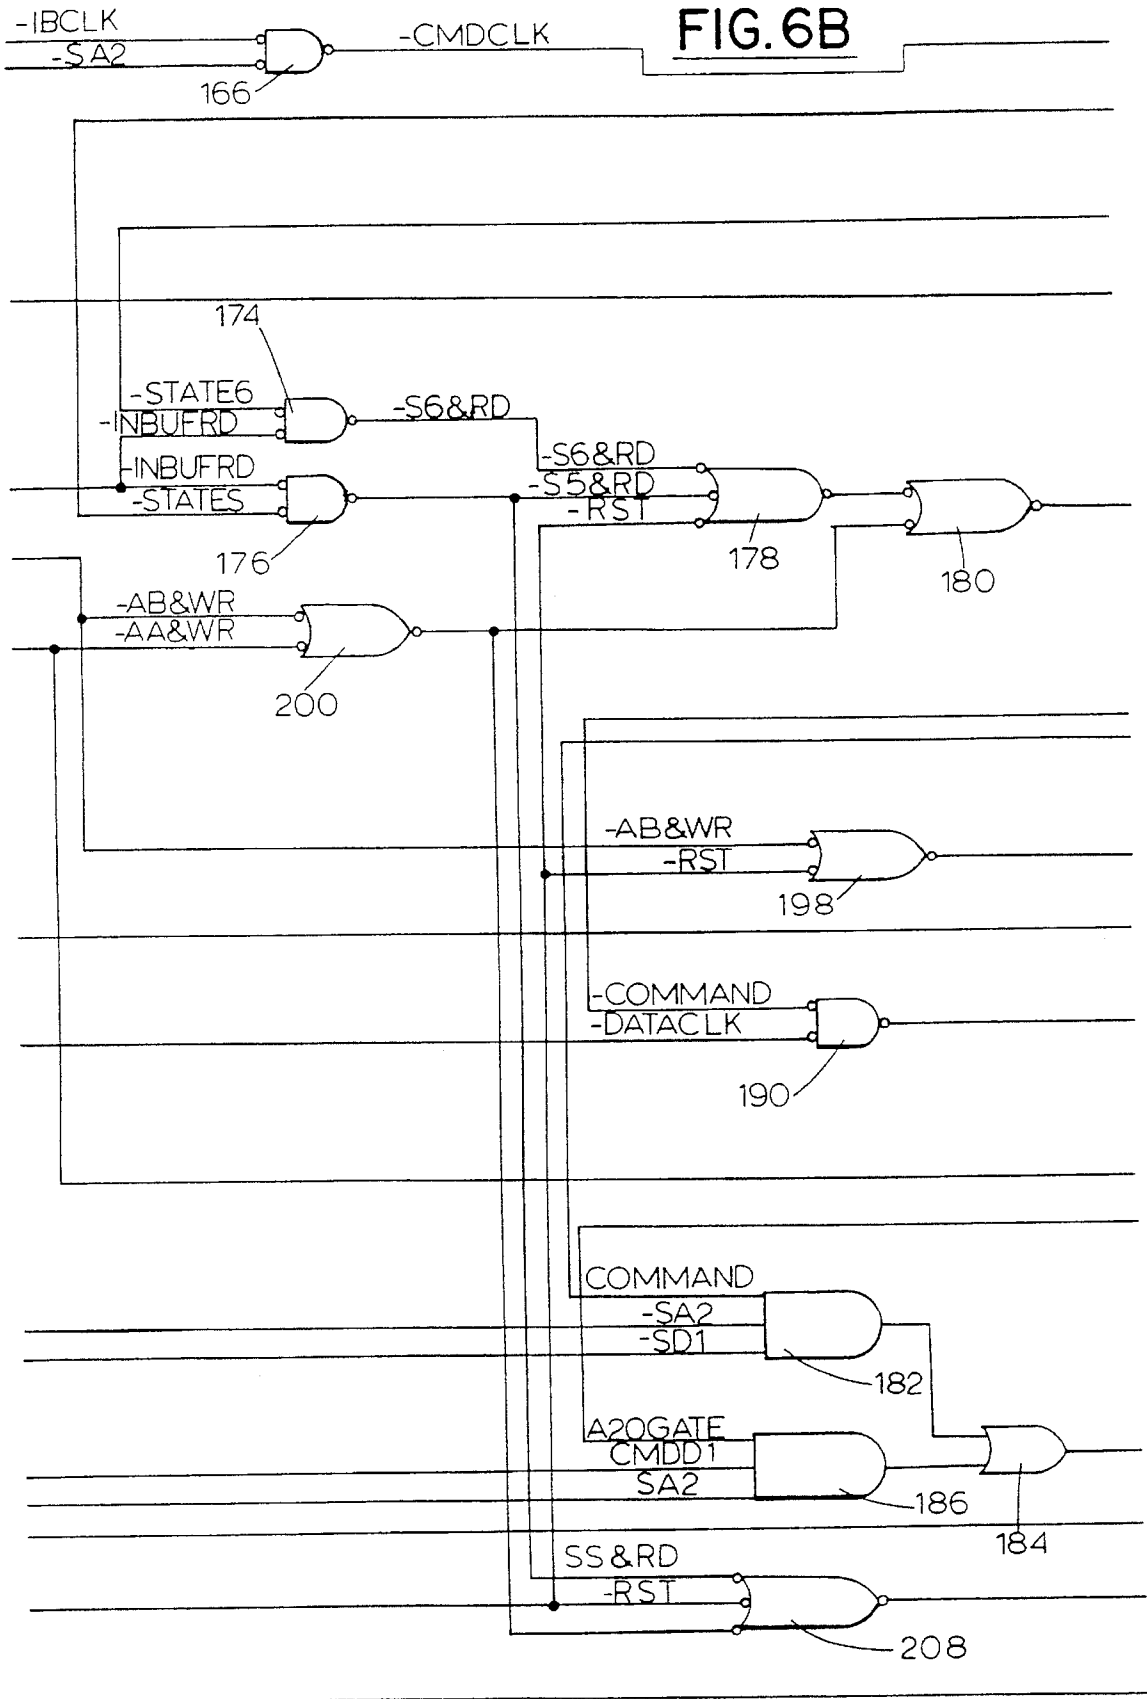 FIG. 6B
-IBCLK
-SA2
-CMDCLK
166
174
-STATE6
-INBUFRD
-S6&RD
-INBUFRD
-STATES
-S6&RD
-S5&RD
-RST
176
178
180
-AB&WR
-AA&WR
200
-AB&WR
-RST
198
-COMMAND
-DATACLK
190
COMMAND
-SA2
-SD1
182
A20GATE
CMDD1
SA2
186
184
SS&RD
-RST
208